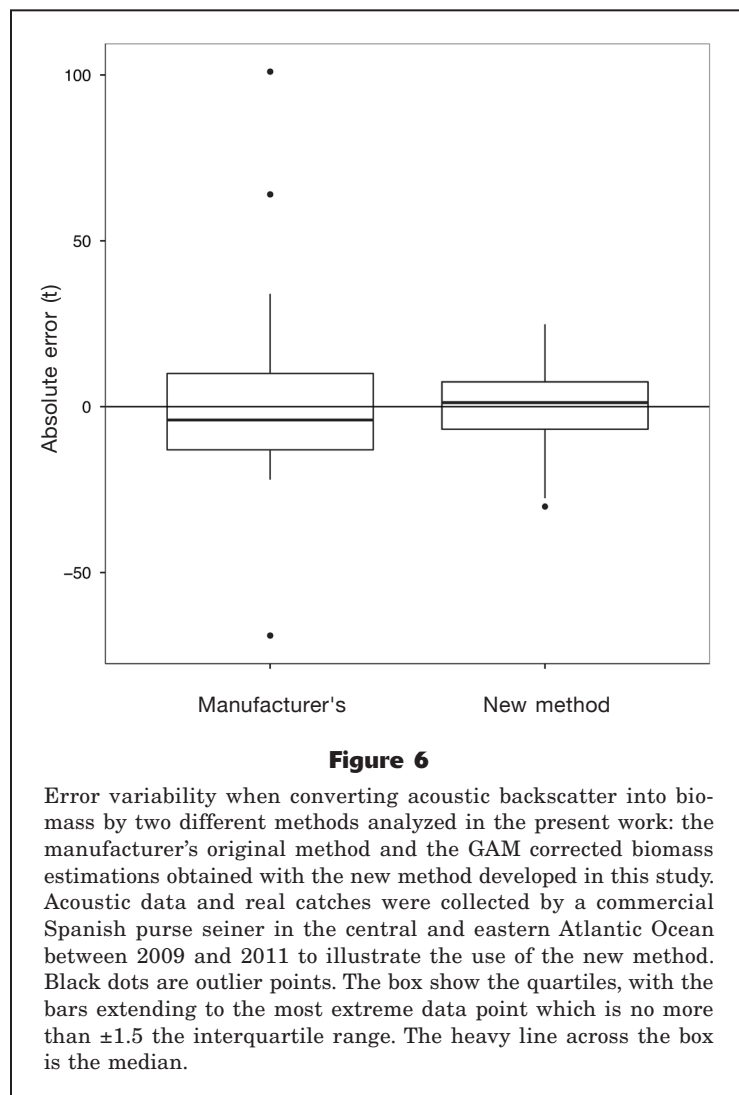 100
50
0
−50
Absolute error (t)
Manufacturer's New method
Figure 6
Error variability when converting acoustic backscatter into bio-
mass by two different methods analyzed in the present work: the
manufacturer's original method and the GAM corrected biomass
estimations obtained with the new method developed in this study.
Acoustic data and real catches were collected by a commercial
Spanish purse seiner in the central and eastern Atlantic Ocean
between 2009 and 2011 to illustrate the use of the new method.
Black dots are outlier points. The box show the quartiles, with the
bars extending to the most extreme data point which is no more
than ±1.5 the interquartile range. The heavy line across the box
is the median.